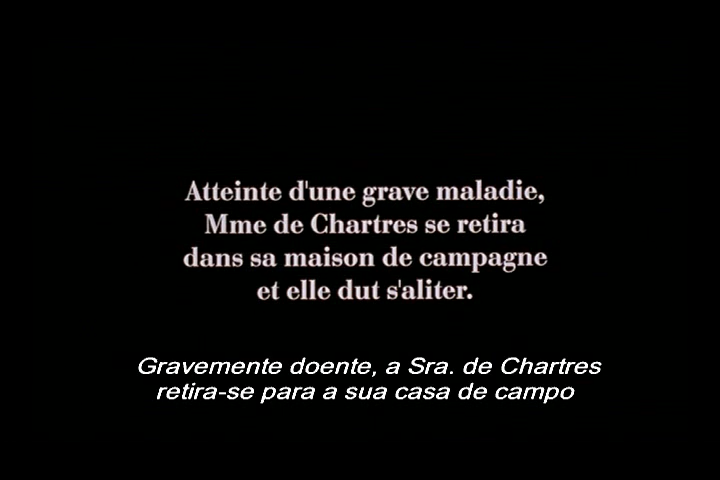 Atteinte d'une grave maladie,
Mme de Chartres se retira
dans sa maison de campagne
et elle dut s'aliter.
Gravemente doente, a Sra. de Chartres
retira-se para a sua casa de campo